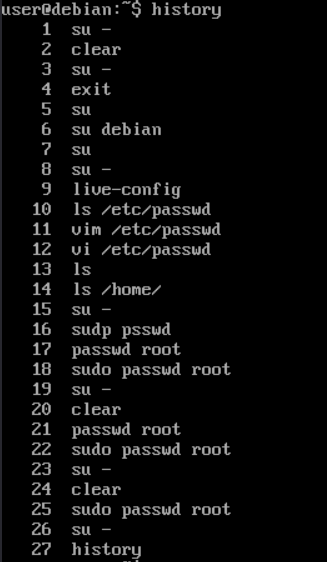 user@debian:~$ history
1 su -
2 clear
3 su -
4 exit
5 su
6 su debian
7 su
8 su -
9 live-config
10 ls /etc/passwd
11 vim /etc/passwd
12 vi /etc/passwd
13 ls
14 ls /home/
15 su -
16 sudp psswd
17 passwd root
18 sudo passwd root
19 su -
20 clear
21 passwd root
22 sudo passwd root
23 su -
24 clear
25 sudo passwd root
26 su -
27 history